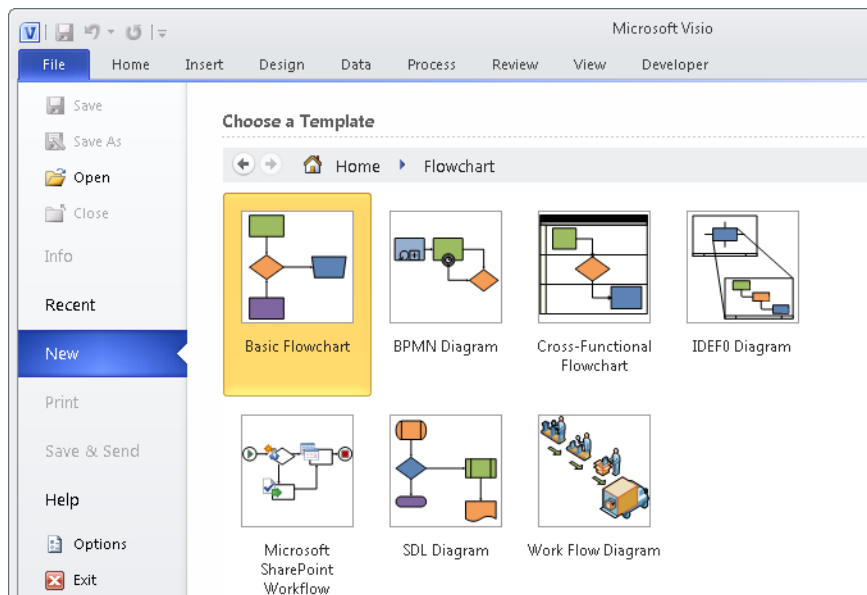 Microsoft Visio
File Home Insert Design Data Process Review View Developer
Save
Save As
Open
Close
Info
Recent
New
Print
Save & Send
Help
Options
Exit
Choose a Template
Home Flowchart
Basic Flowchart BPMN Diagram Cross-Functional IDEF0 Diagram
Flowchart
Microsoft SDL Diagram Work Flow Diagram
SharePoint
Workflow